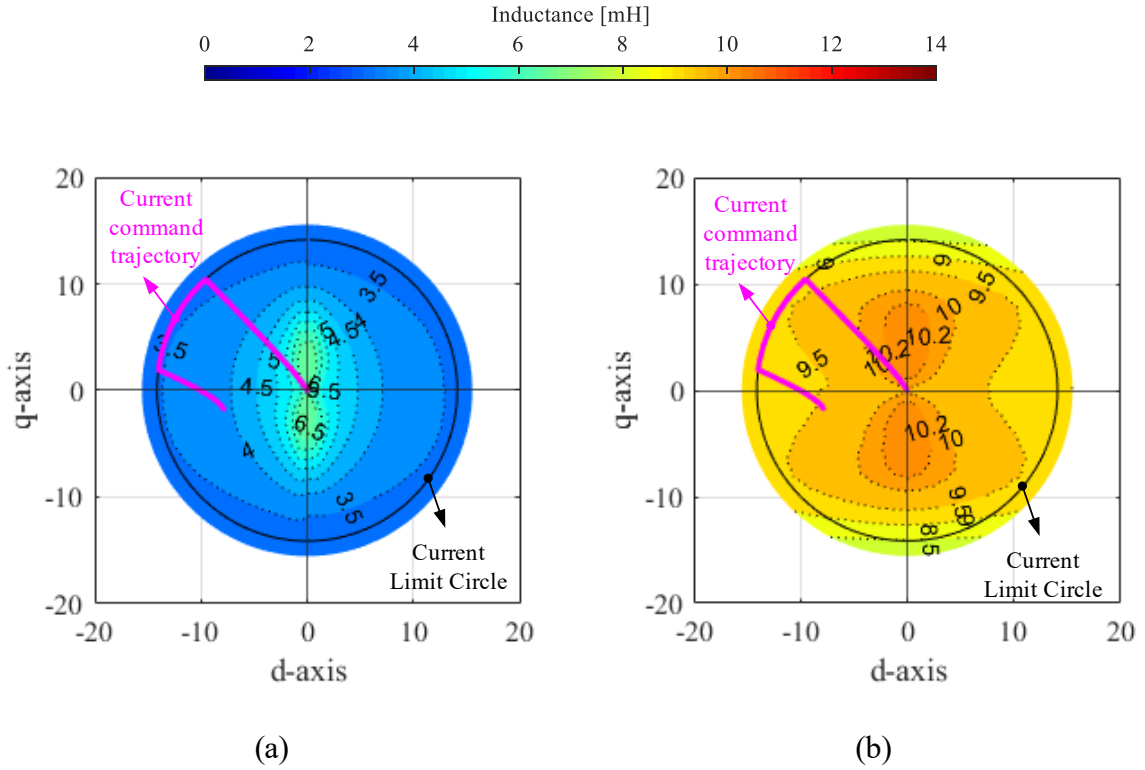 Inductance [mH]
0 2 4 6 8 10 12 14
20
10
0
-10
-20
q-axis
Current
command
trajectory
3.5
4
4.5
5
5
4.5
6
5.5
6.5
4
3.5
Current
Limit Circle
-20 -10 0 10 20
d-axis
(a)
20
10
0
-10
-20
q-axis
Current
command
trajectory
9
9
9.5
10
10.2
10.2
10
9.5
10.2
10
9.5
9
8.5
Current
Limit Circle
-20 -10 0 10 20
d-axis
(b)